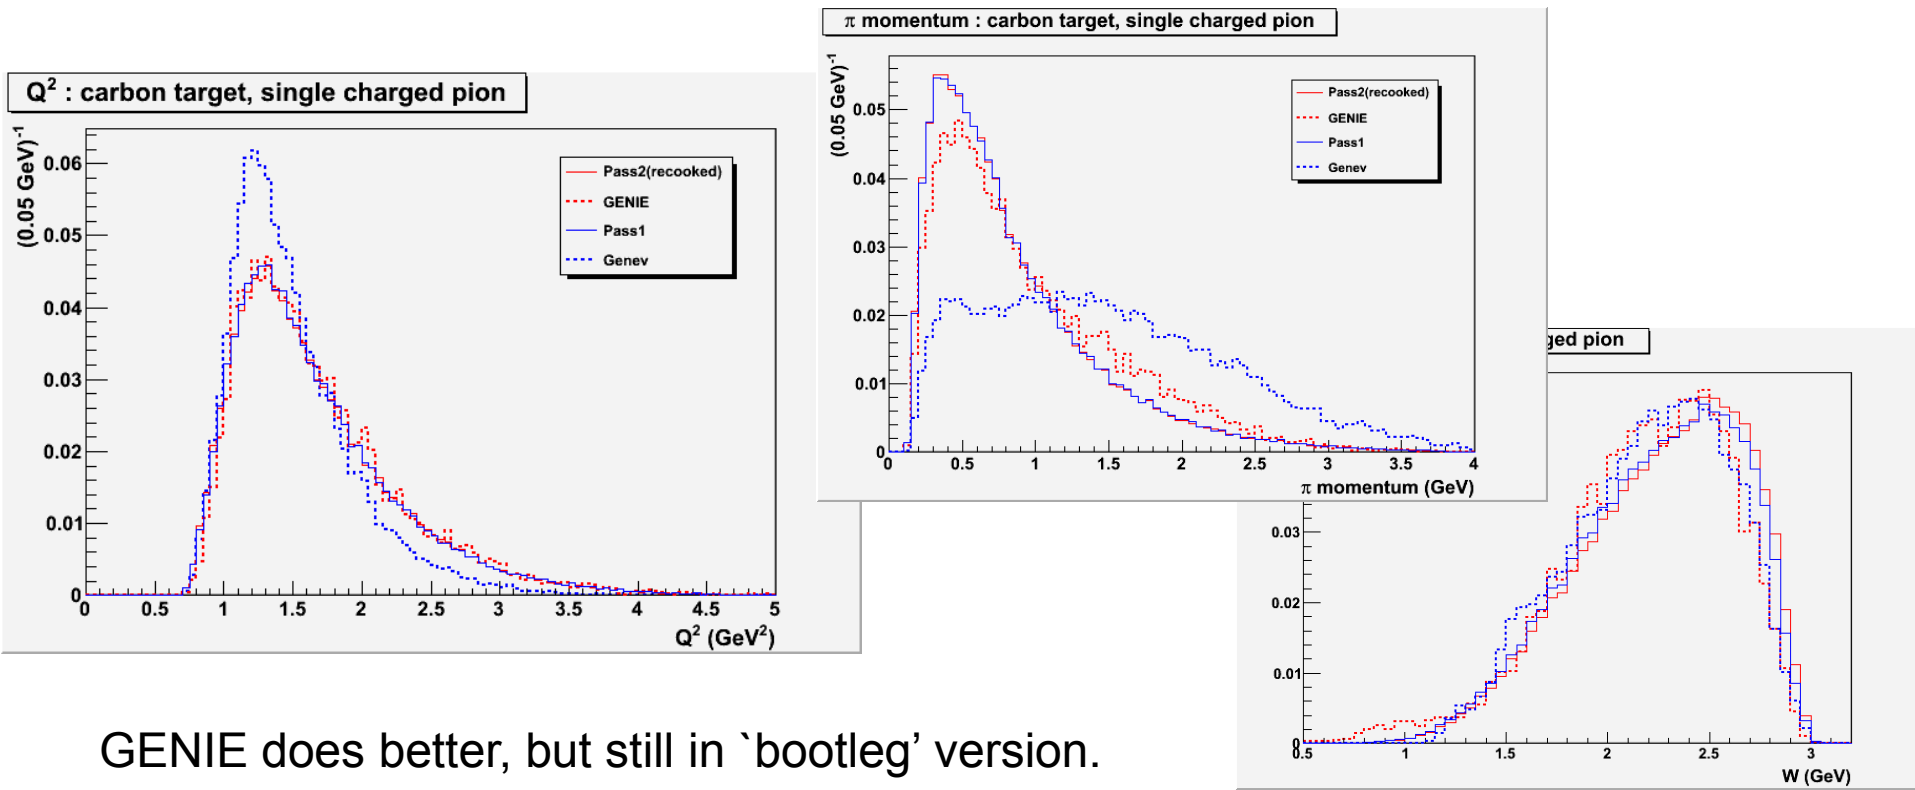 Q² : carbon target, single charged pion
(0.05 GeV)⁻¹
0.06
0.05
0.04
0.03
0.02
0.01
0
Pass2(recooked)
GENIE
Pass1
Genev
0 0.5 1 1.5 2 2.5 3 3.5 4 4.5 5
Q² (GeV²)
π momentum : carbon target, single charged pion
(0.05 GeV)⁻¹
0.05
0.04
0.03
0.02
0.01
0
Pass2(recooked)
GENIE
Pass1
Genev
0 0.5 1 1.5 2 2.5 3 3.5 4
π momentum (GeV)
ged pion
0.03
0.02
0.01
0
0.5 1 1.5 2 2.5 3
W (GeV)
GENIE does better, but still in `bootleg’ version.